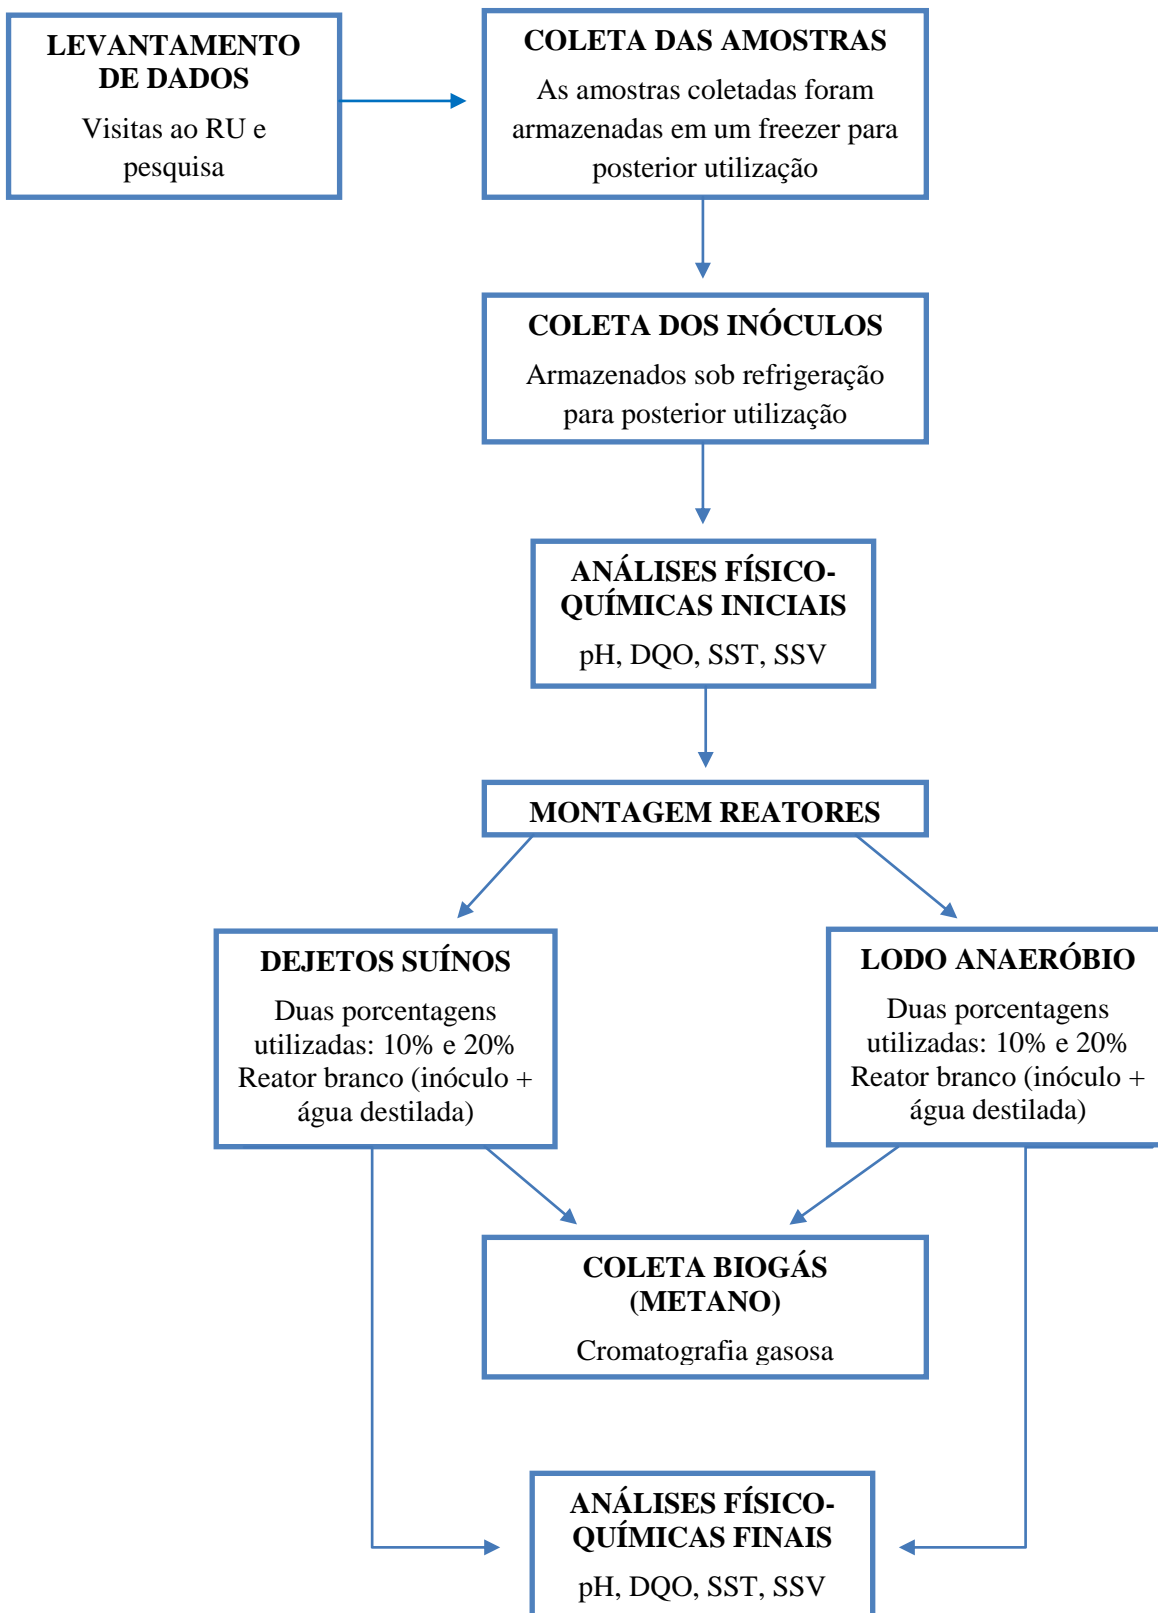 LEVANTAMENTO
DE DADOS
Visitas ao RU e
pesquisa
COLETA DAS AMOSTRAS
As amostras coletadas foram
armazenadas em um freezer para
posterior utilização
COLETA DOS INÓCULOS
Armazenados sob refrigeração
para posterior utilização
ANÁLISES FÍSICO-
QUÍMICAS INICIAIS
pH, DQO, SST, SSV
MONTAGEM REATORES
DEJETOS SUÍNOS
Duas porcentagens
utilizadas: 10% e 20%
Reator branco (inóculo +
água destilada)
LODO ANAERÓBIO
Duas porcentagens
utilizadas: 10% e 20%
Reator branco (inóculo +
água destilada)
COLETA BIOGÁS
(METANO)
Cromatografia gasosa
ANÁLISES FÍSICO-
QUÍMICAS FINAIS
pH, DQO, SST, SSV